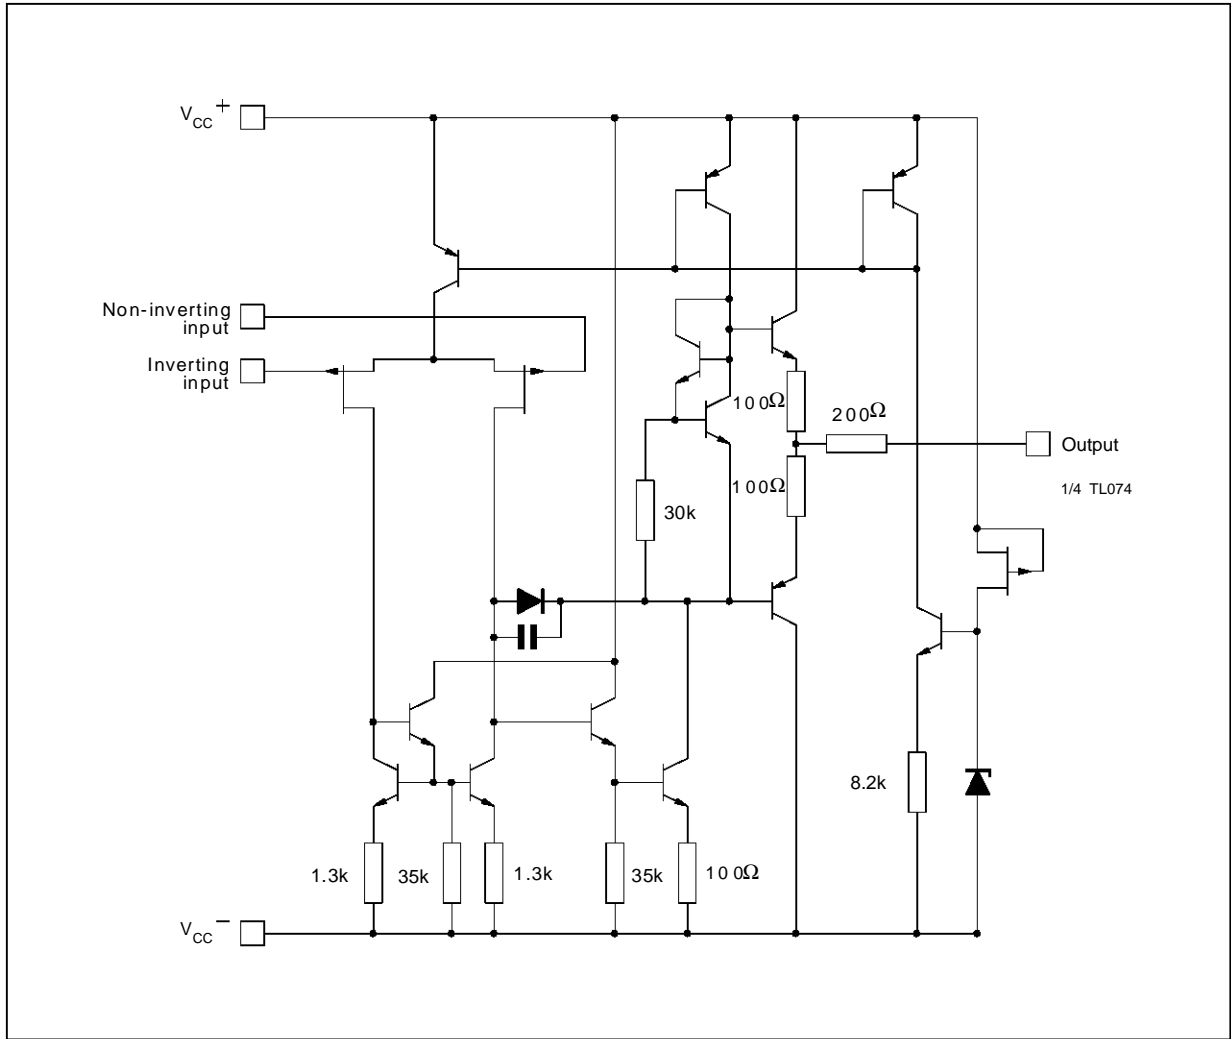 VCC+
Non-inverting
input
Inverting
input
100Ω
200Ω
Output
100Ω
1/4 TL074
30k
8.2k
1.3k
35k
1.3k
35k
100Ω
VCC−